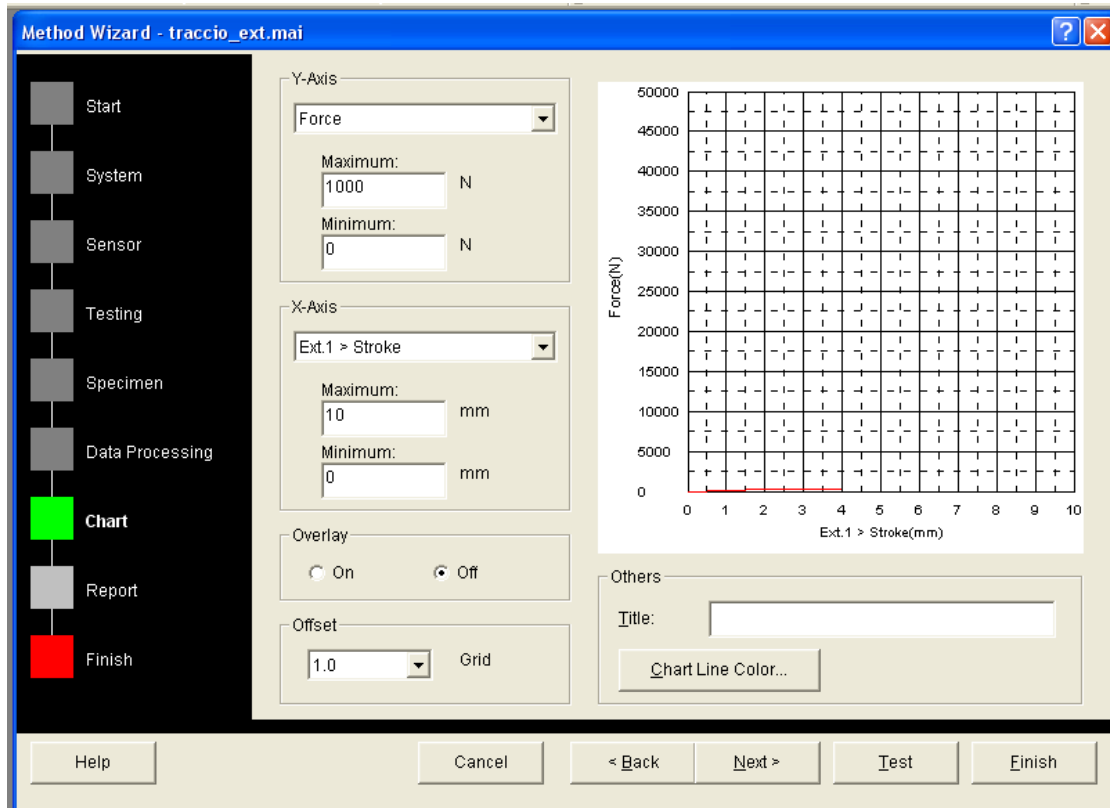 Method Wizard - traccio_ext.mai
Start
System
Sensor
Testing
Specimen
Data Processing
Chart
Report
Finish
Y-Axis
Force
Maximum:
1000 N
Minimum:
0 N
X-Axis
Ext.1 > Stroke
Maximum:
10 mm
Minimum:
0 mm
Overlay
On Off
Offset
1.0 Grid
50000
45000
40000
35000
30000
25000
20000
15000
10000
5000
0
Force(N)
0 1 2 3 4 5 6 7 8 9 10
Ext.1 > Stroke(mm)
Others
Title:
Chart Line Color...
Help Cancel < Back Next > Test Finish